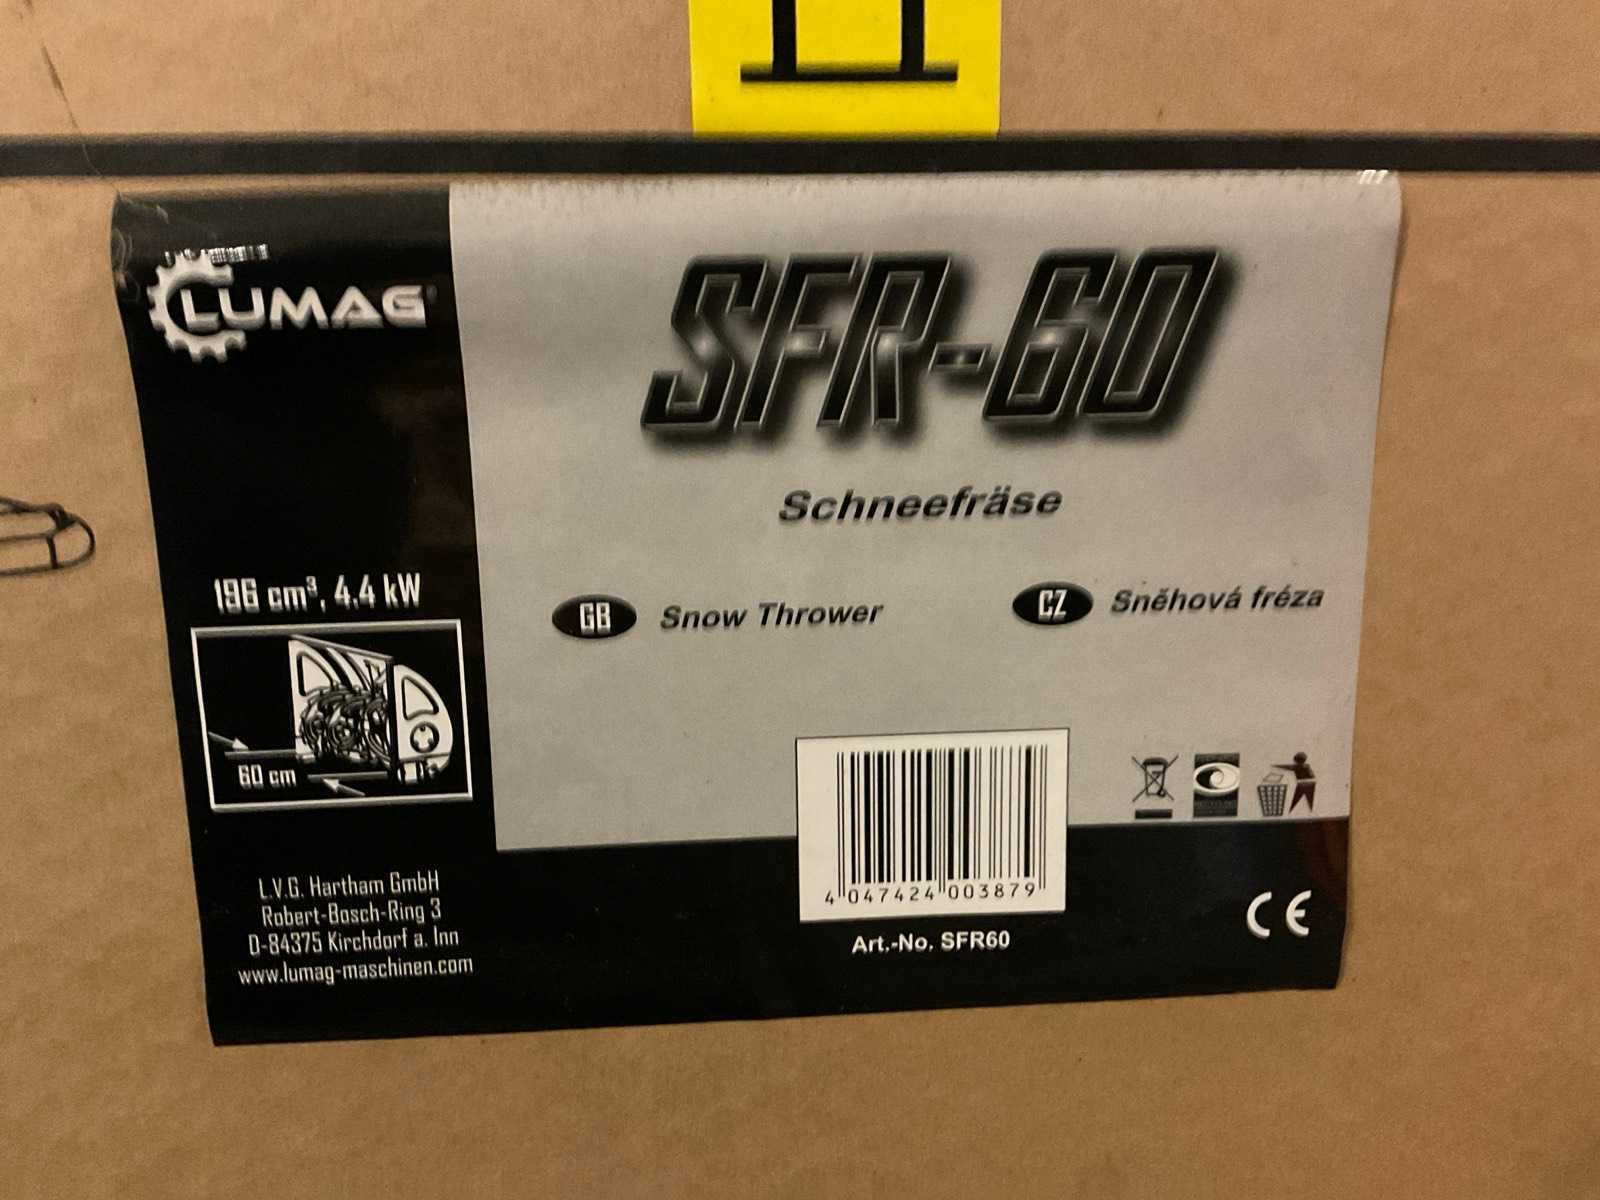 LUMAG
SFR-60
Schneefräse
GB Snow Thrower
CZ Sněhová fréza
196 cm³, 4.4 kW
60 cm
L.V.G. Hartham GmbH
Robert-Bosch-Ring 3
D-84375 Kirchdorf a. Inn
www.lumag-maschinen.com
4 047424 003879
Art.-No. SFR60
CE